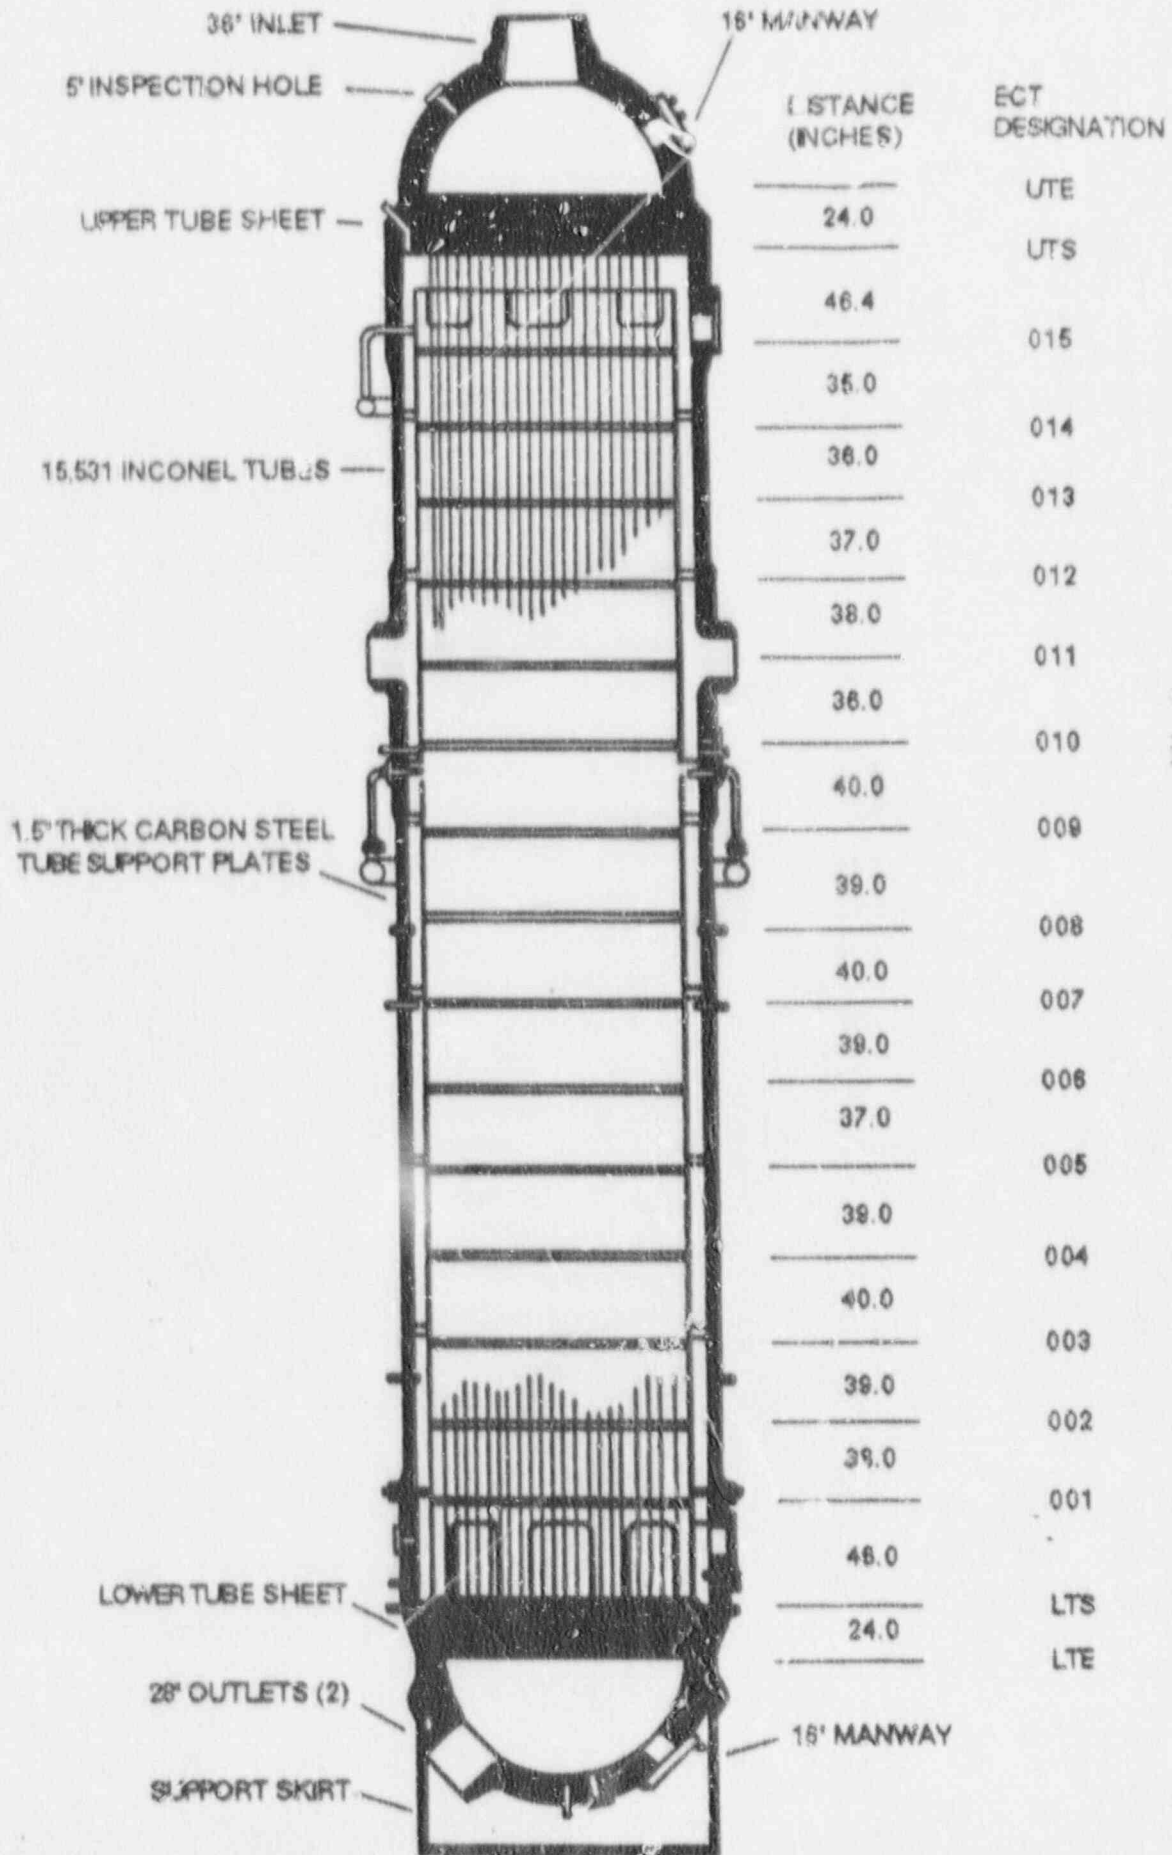 36" INLET
16" MANWAY
5" INSPECTION HOLE
DISTANCE
(INCHES)
ECT
DESIGNATION
UTE
24.0
UPPER TUBE SHEET
UTS
46.4
015
35.0
014
15,531 INCONEL TUBES
36.0
013
37.0
012
38.0
011
36.0
010
40.0
1.5" THICK CARBON STEEL
TUBE SUPPORT PLATES
009
39.0
008
40.0
007
39.0
006
37.0
005
39.0
004
40.0
003
39.0
002
39.0
001
46.0
LOWER TUBE SHEET
LTS
24.0
LTE
28" OUTLETS (2)
16" MANWAY
SUPPORT SKIRT